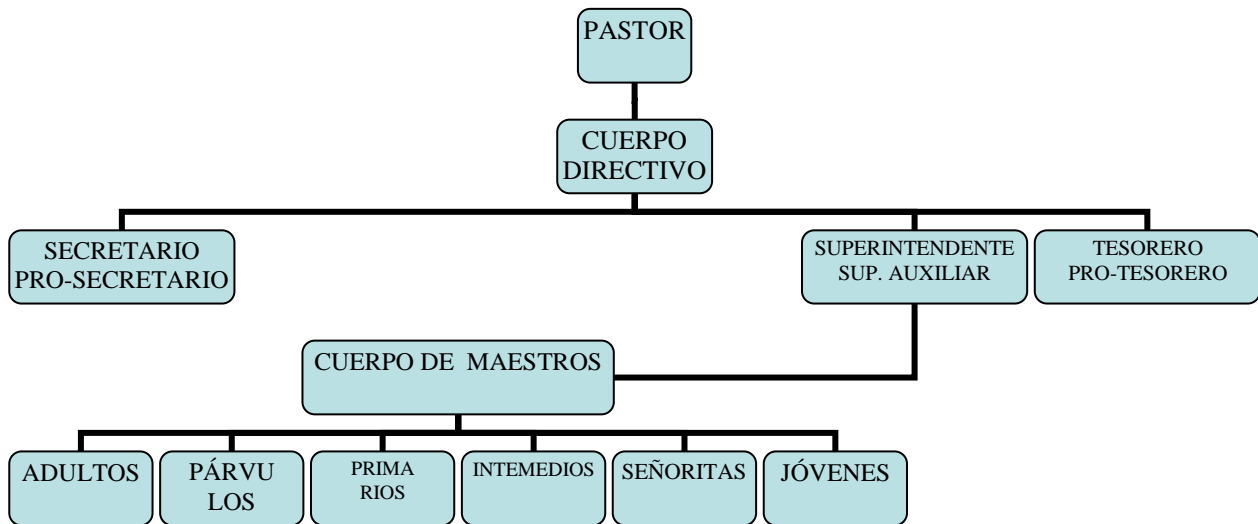 PASTOR
CUERPO
DIRECTIVO
SECRETARIO
PRO-SECRETARIO
SUPERINTENDENTE
SUP. AUXILIAR
TESORERO
PRO-TESORERO
CUERPO DE MAESTROS
ADULTOS
PÁRVU
LOS
PRIMA
RIOS
INTEMEDIOS
SEÑORITAS
JÓVENES